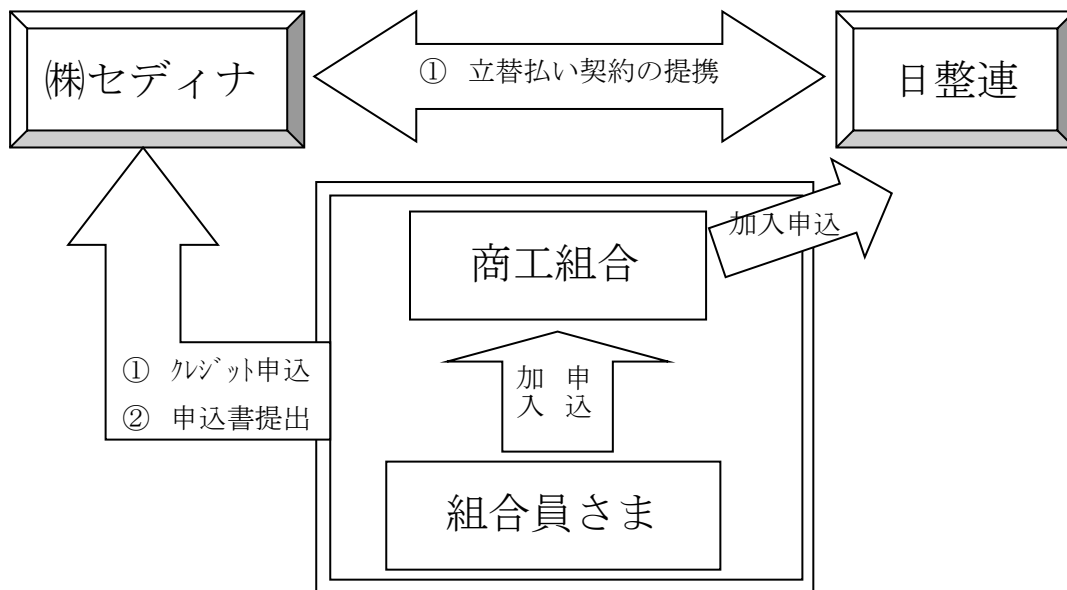 ㈱セディナ
① 立替払い契約の提携
日整連
加入申込
商工組合
① ｸﾚｼﾞｯﾄ申込
② 申込書提出
加入
申込
組合員さま